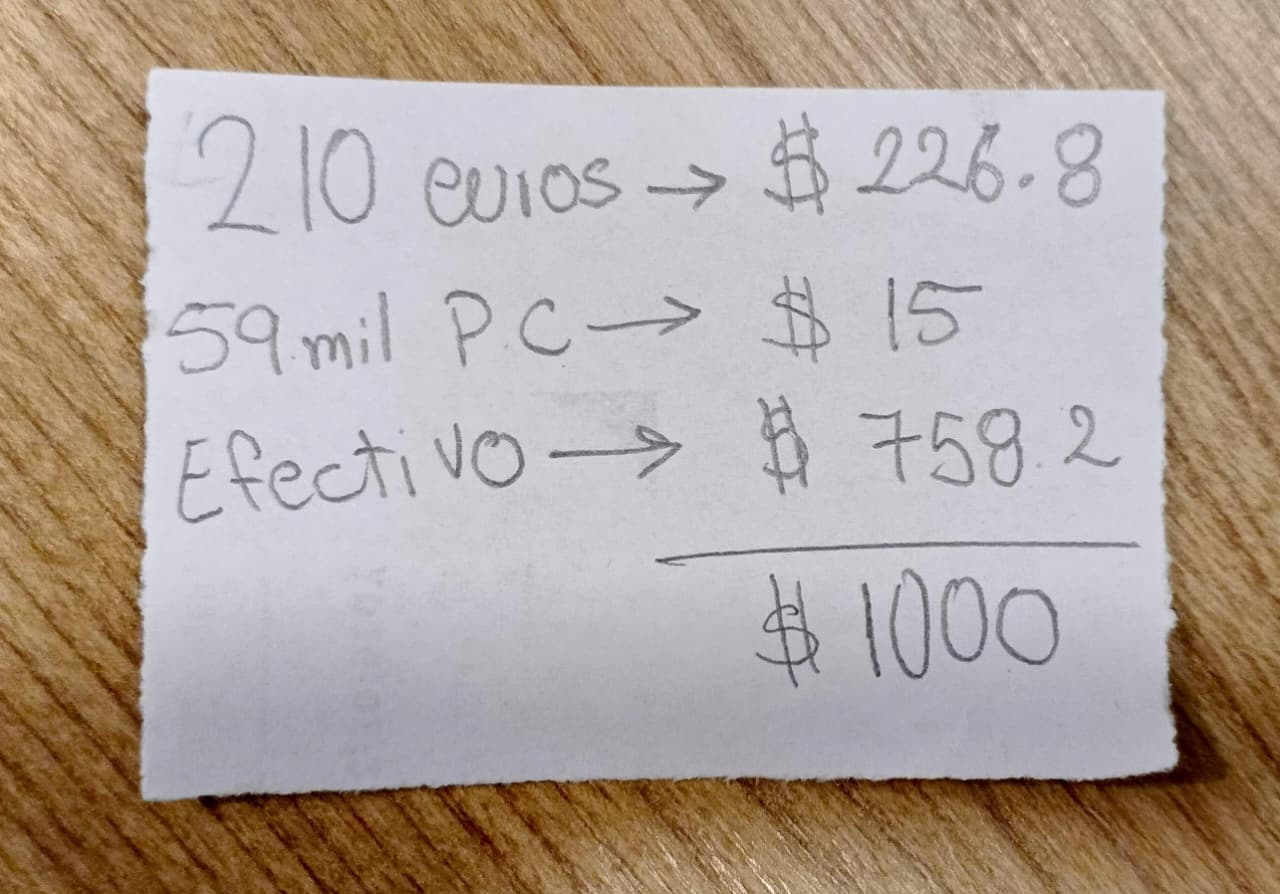 210 euros → $ 226.8
59 mil P.C → $ 15
Efectivo → $ 758.2
$ 1000